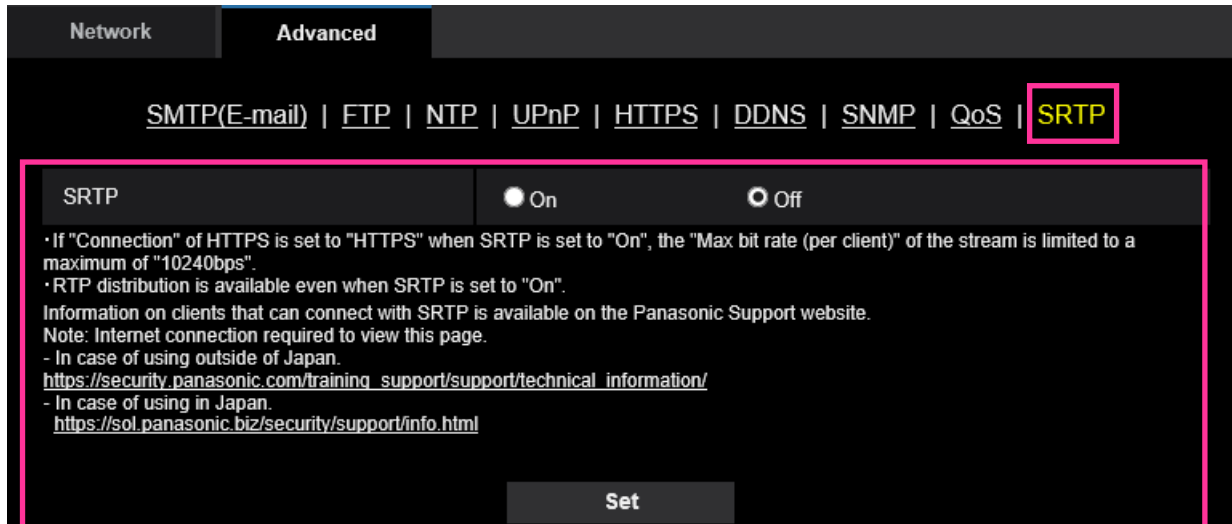 Network Advanced
SMTP(E-mail) | FTP | NTP | UPnP | HTTPS | DDNS | SNMP | QoS | SRTP
SRTP On Off
・If "Connection" of HTTPS is set to "HTTPS" when SRTP is set to "On", the "Max bit rate (per client)" of the stream is limited to a
maximum of "10240bps".
・RTP distribution is available even when SRTP is set to "On".
Information on clients that can connect with SRTP is available on the Panasonic Support website.
Note: Internet connection required to view this page.
- In case of using outside of Japan.
https://security.panasonic.com/training_support/support/technical_information/
- In case of using in Japan.
https://sol.panasonic.biz/security/support/info.html
Set